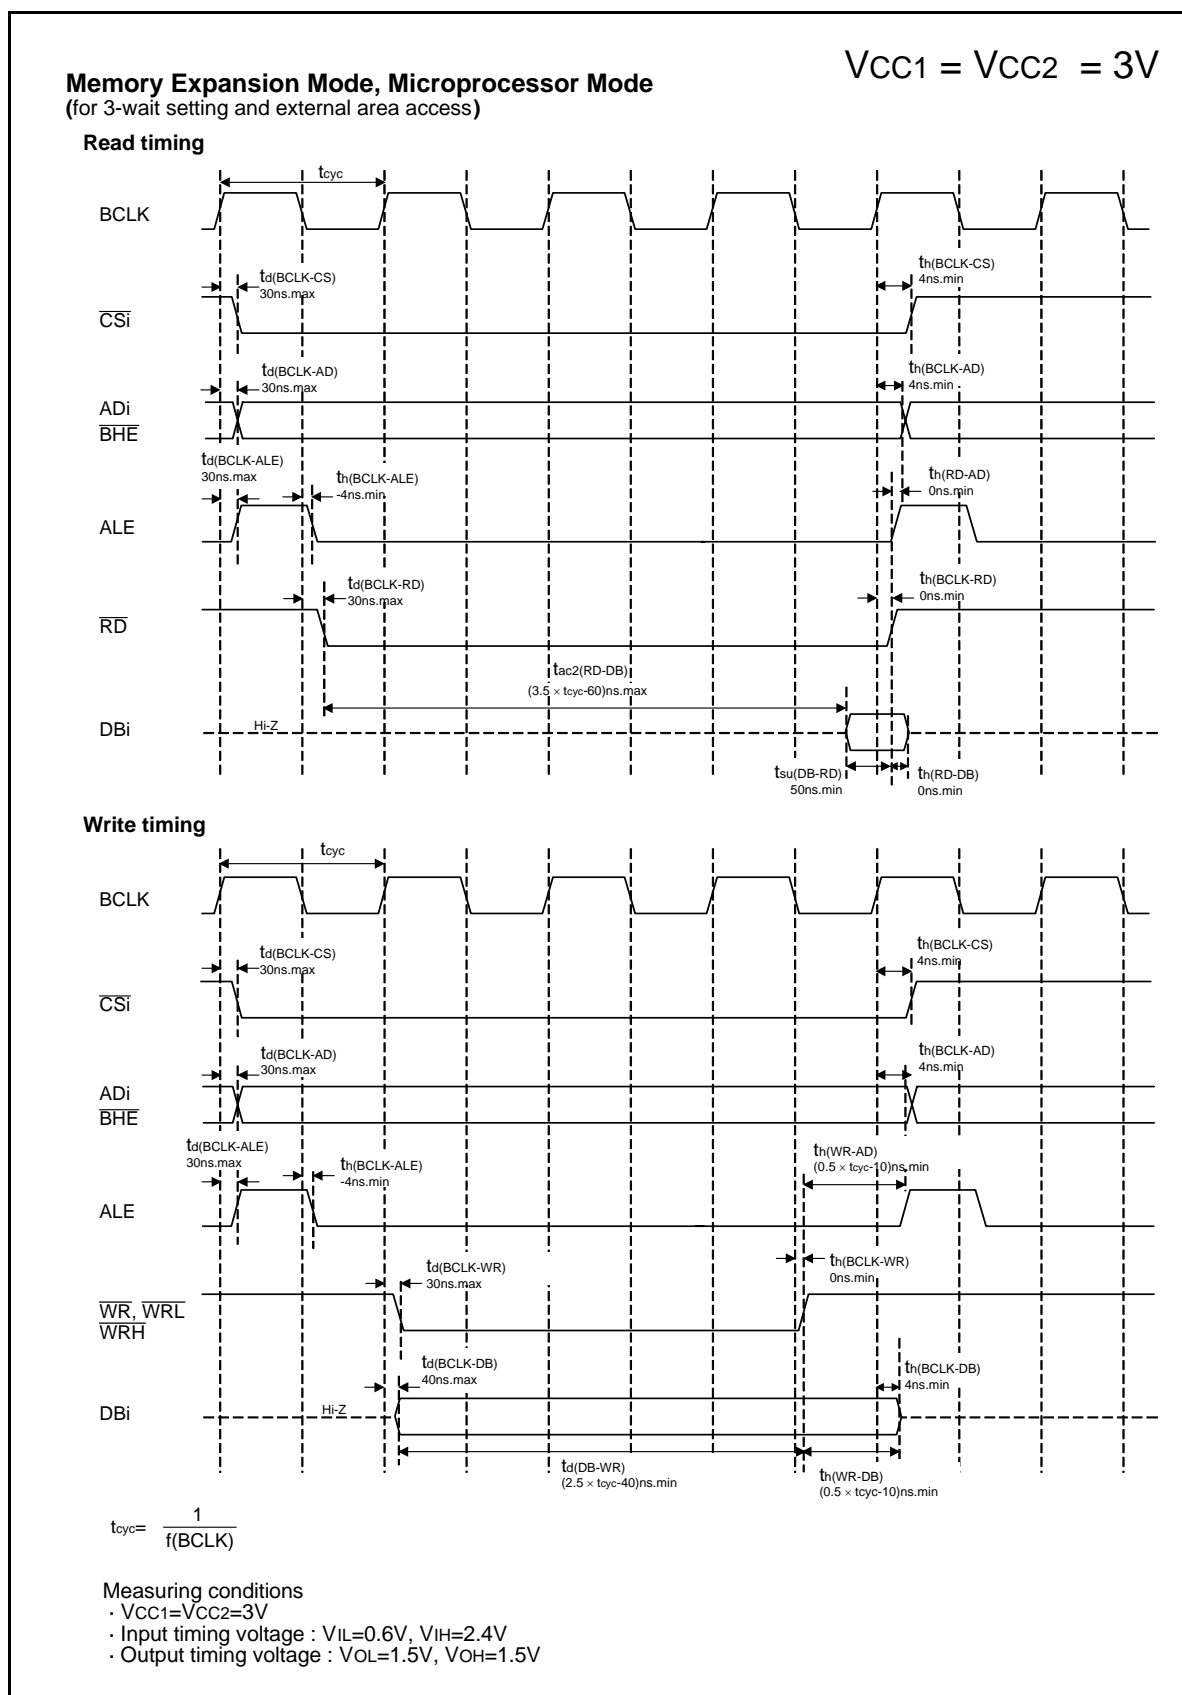 VCC1 = VCC2 = 3V
Memory Expansion Mode, Microprocessor Mode
(for 3-wait setting and external area access)
Read timing
tcyc
BCLK
td(BCLK-CS)
30ns.max
th(BCLK-CS)
4ns.min
CSi
td(BCLK-AD)
30ns.max
th(BCLK-AD)
4ns.min
ADi
BHE
td(BCLK-ALE)
30ns.max
th(BCLK-ALE)
-4ns.min
th(RD-AD)
0ns.min
ALE
td(BCLK-RD)
30ns.max
th(BCLK-RD)
0ns.min
RD
tac2(RD-DB)
(3.5 × tcyc-60)ns.max
DBi
Hi-Z
tsu(DB-RD)
50ns.min
th(RD-DB)
0ns.min
Write timing
tcyc
BCLK
td(BCLK-CS)
30ns.max
th(BCLK-CS)
4ns.min
CSi
td(BCLK-AD)
30ns.max
th(BCLK-AD)
4ns.min
ADi
BHE
td(BCLK-ALE)
30ns.max
th(BCLK-ALE)
-4ns.min
th(WR-AD)
(0.5 × tcyc-10)ns.min
ALE
td(BCLK-WR)
30ns.max
th(BCLK-WR)
0ns.min
WR, WRL
WRH
td(BCLK-DB)
40ns.max
th(BCLK-DB)
4ns.min
DBi
Hi-Z
td(DB-WR)
(2.5 × tcyc-40)ns.min
th(WR-DB)
(0.5 × tcyc-10)ns.min
tcyc= 1
f(BCLK)
Measuring conditions
· VCC1=VCC2=3V
· Input timing voltage : VIL=0.6V, VIH=2.4V
· Output timing voltage : VOL=1.5V, VOH=1.5V